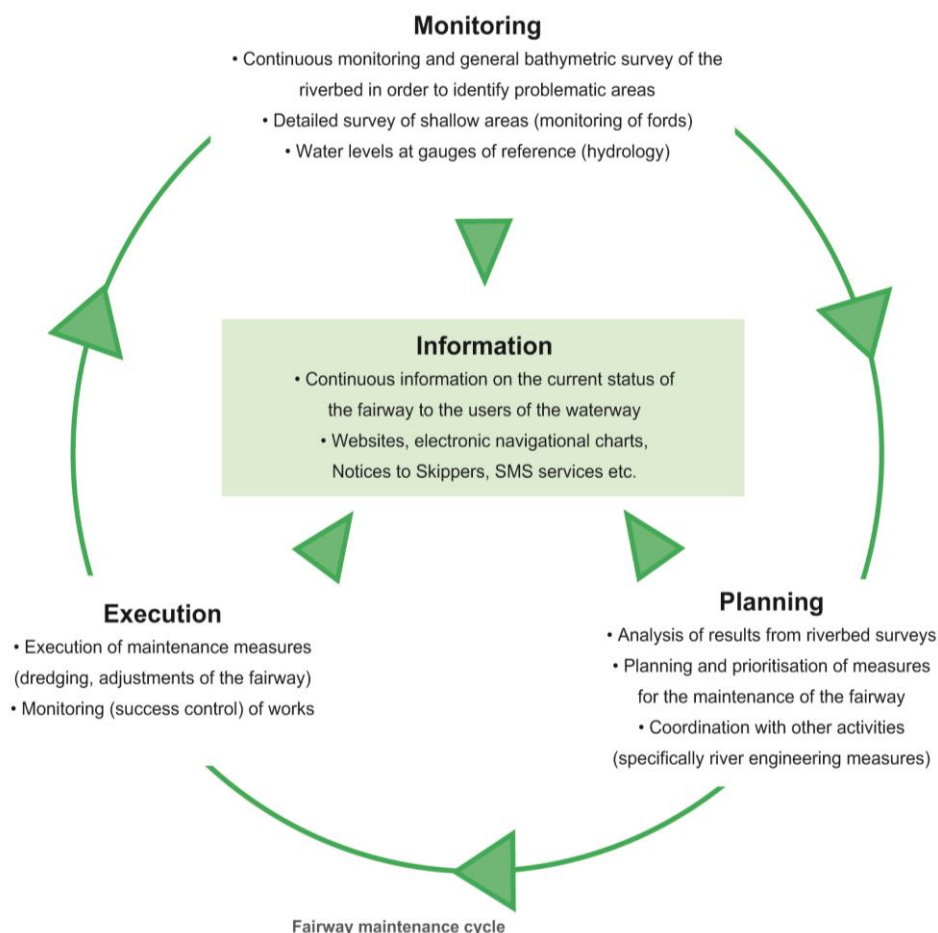 Monitoring
• Continuous monitoring and general bathymetric survey of the
riverbed in order to identify problematic areas
• Detailed survey of shallow areas (monitoring of fords)
• Water levels at gauges of reference (hydrology)
Information
• Continuous information on the current status of
the fairway to the users of the waterway
• Websites, electronic navigational charts,
Notices to Skippers, SMS services etc.
Execution
• Execution of maintenance measures
(dredging, adjustments of the fairway)
• Monitoring (success control) of works
Planning
• Analysis of results from riverbed surveys
• Planning and prioritisation of measures
for the maintenance of the fairway
• Coordination with other activities
(specifically river engineering measures)
Fairway maintenance cycle